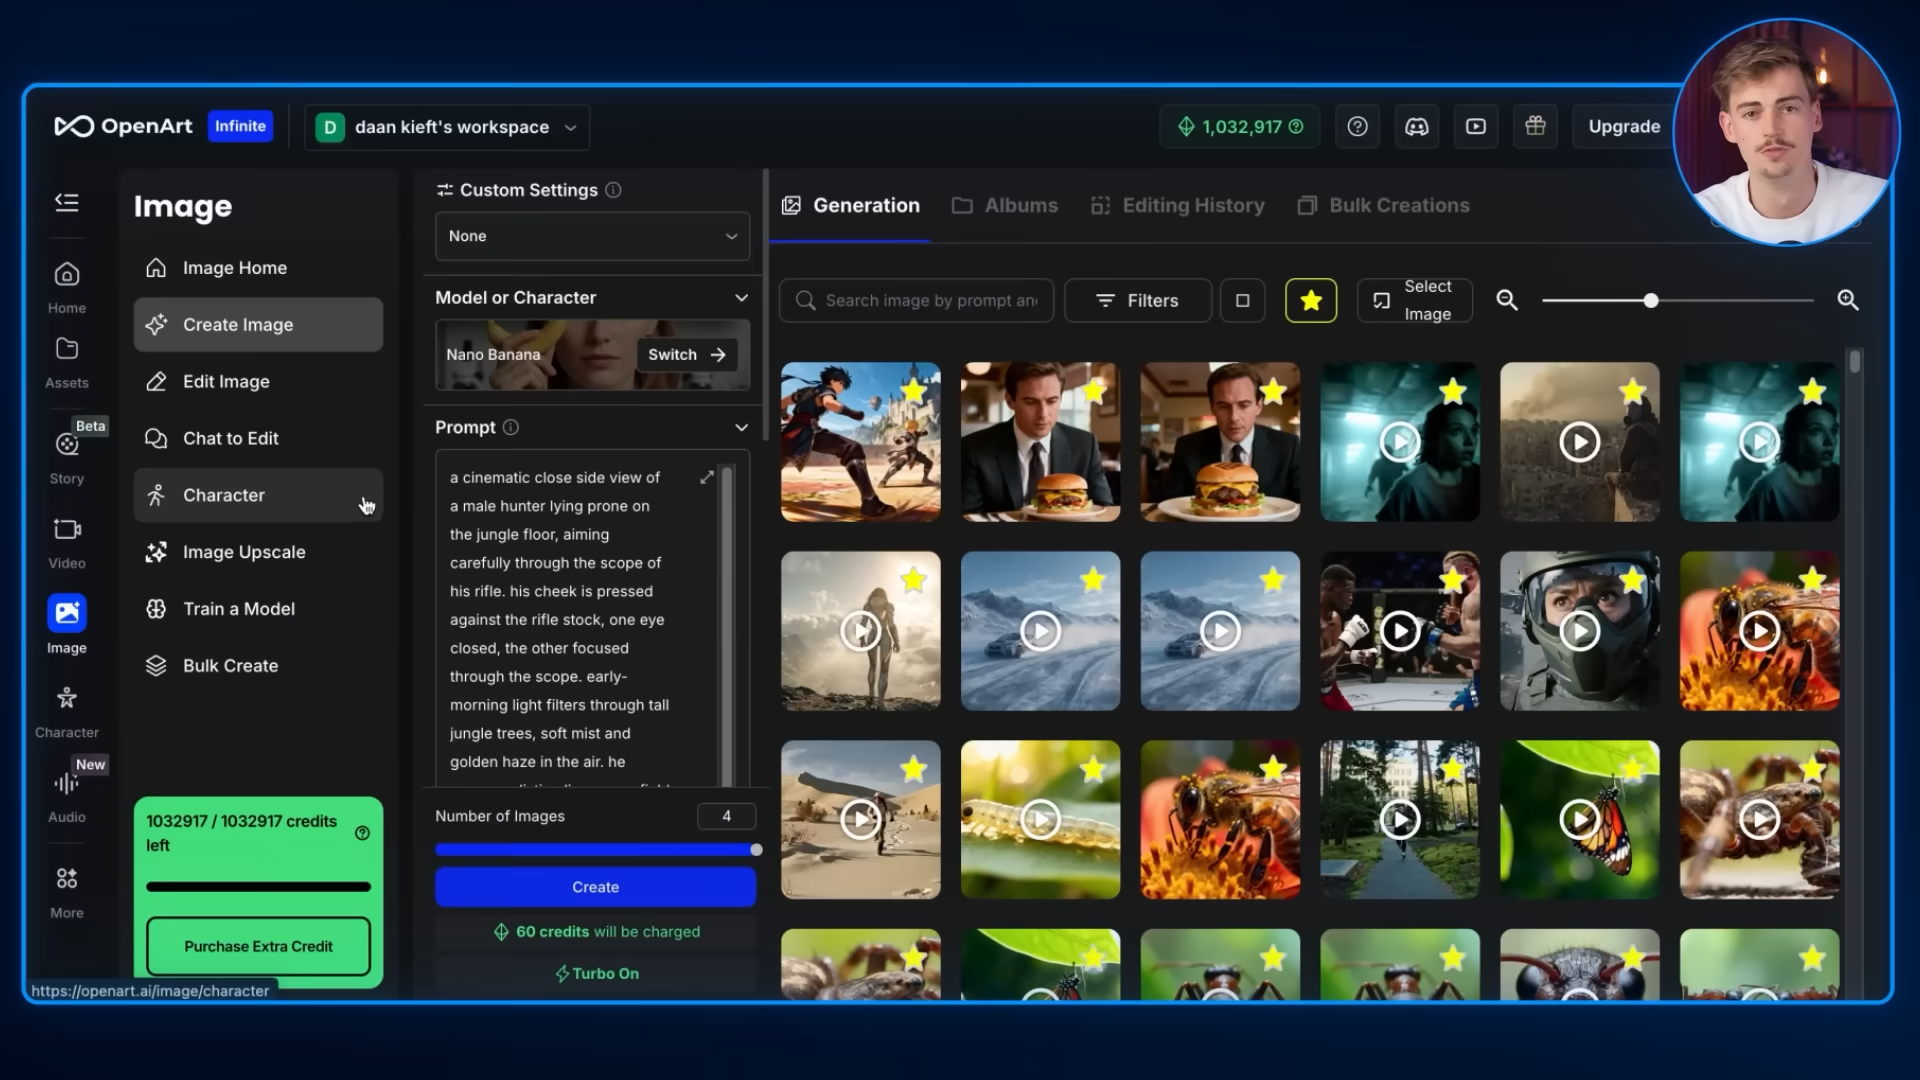 OpenArt
Infinite
D
daan kieft's workspace
1,032,917
Upgrade
Home
Assets
Beta
Story
Video
Image
Character
New
Audio
More
Image
Image Home
Create Image
Edit Image
Chat to Edit
Character
Image Upscale
Train a Model
Bulk Create
1032917 / 1032917 credits
left
Purchase Extra Credit
https://openart.ai/image/character
Custom Settings
None
Model or Character
Nano Banana
Switch
Prompt
a cinematic close side view of
a male hunter lying prone on
the jungle floor, aiming
carefully through the scope of
his rifle. his cheek is pressed
against the rifle stock, one eye
closed, the other focused
through the scope. early-
morning light filters through tall
jungle trees, soft mist and
golden haze in the air. he
Number of Images
4
Create
60 credits will be charged
Turbo On
Generation
Albums
Editing History
Bulk Creations
Search image by prompt an
Filters
Select
Image